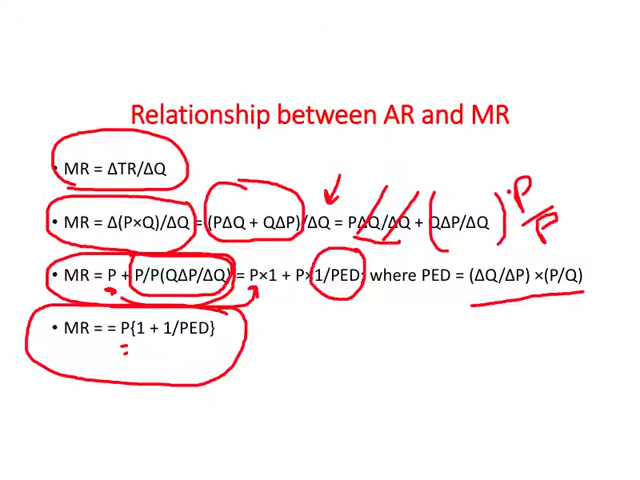 Relationship between AR and MR
• MR = ΔTR/ΔQ
• MR = Δ(P×Q)/ΔQ = (PΔQ + QΔP)/ΔQ = PΔQ/ΔQ + QΔP/ΔQ ( ) · P/P
• MR = P + P/P(QΔP/ΔQ) = P×1 + P×1/PED; where PED = (ΔQ/ΔP) ×(P/Q)
• MR = = P{1 + 1/PED}
=